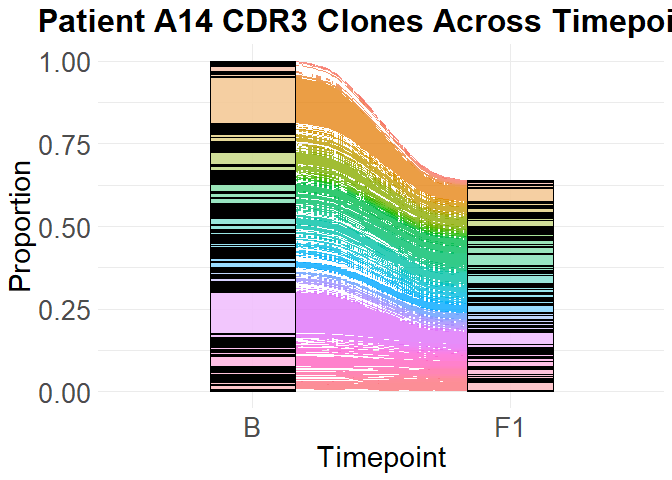 Patient A14 CDR3 Clones Across Timepoi
1.00
0.75
0.50
0.25
0.00
Proportion
B F1
Timepoint